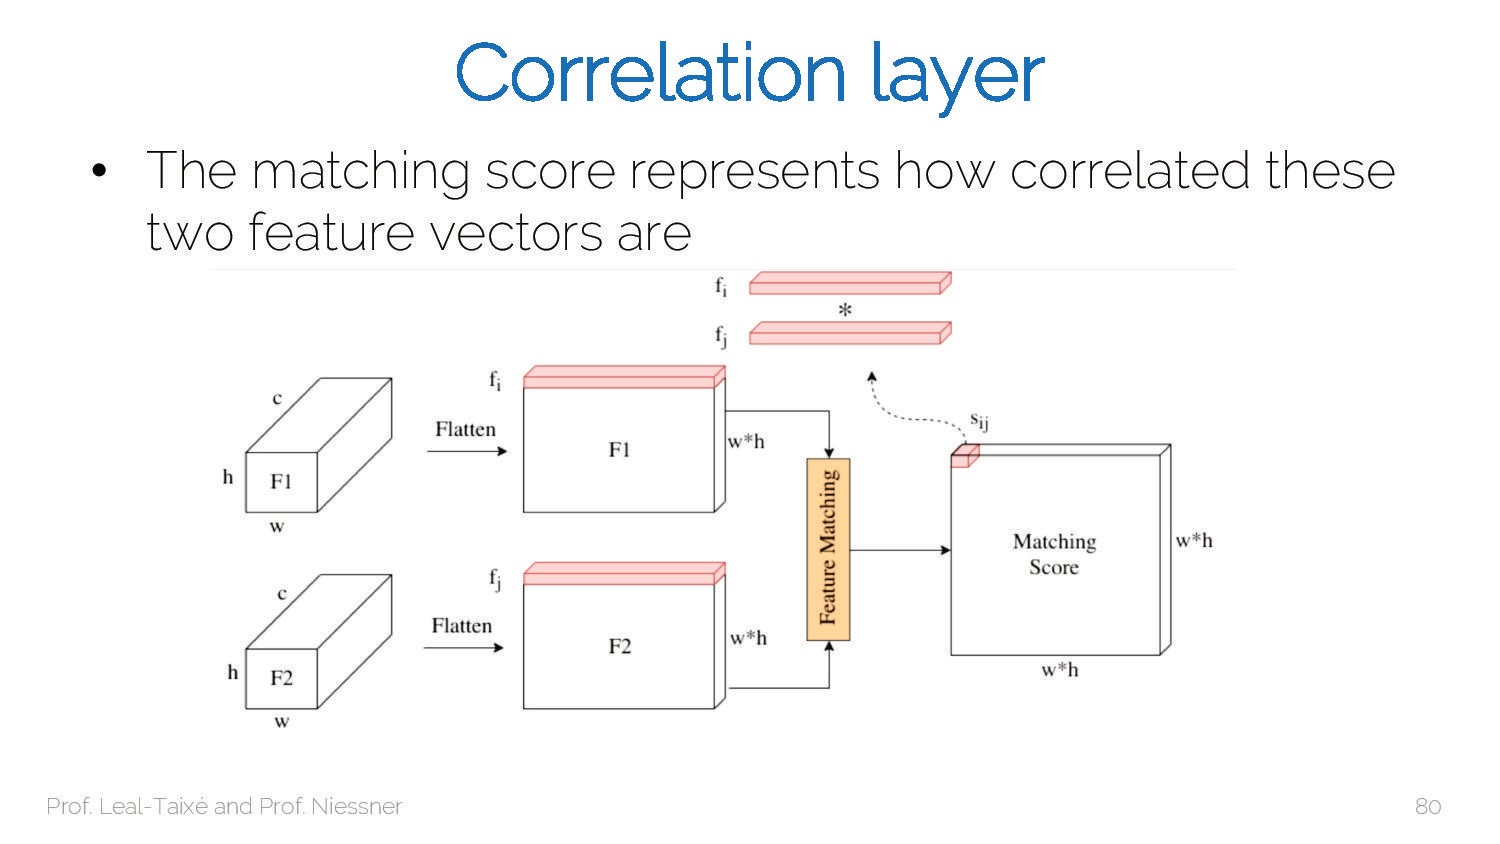 Correlation layer
• The matching score represents how correlated these
two feature vectors are
fi
*
fj
c
h
F1
w
Flatten
fi
F1
w*h
c
h
F2
w
Flatten
fj
F2
w*h
Feature Matching
sij
Matching
Score
w*h
w*h
Prof. Leal-Taixé and Prof. Niessner
80